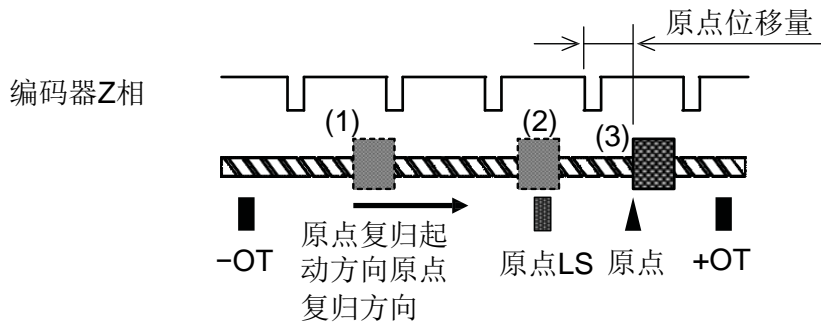 原点位移量
编码器Z相
(1)
(2)
(3)
−OT
原点复归起
动方向原点
复归方向
原点LS
原点
+OT